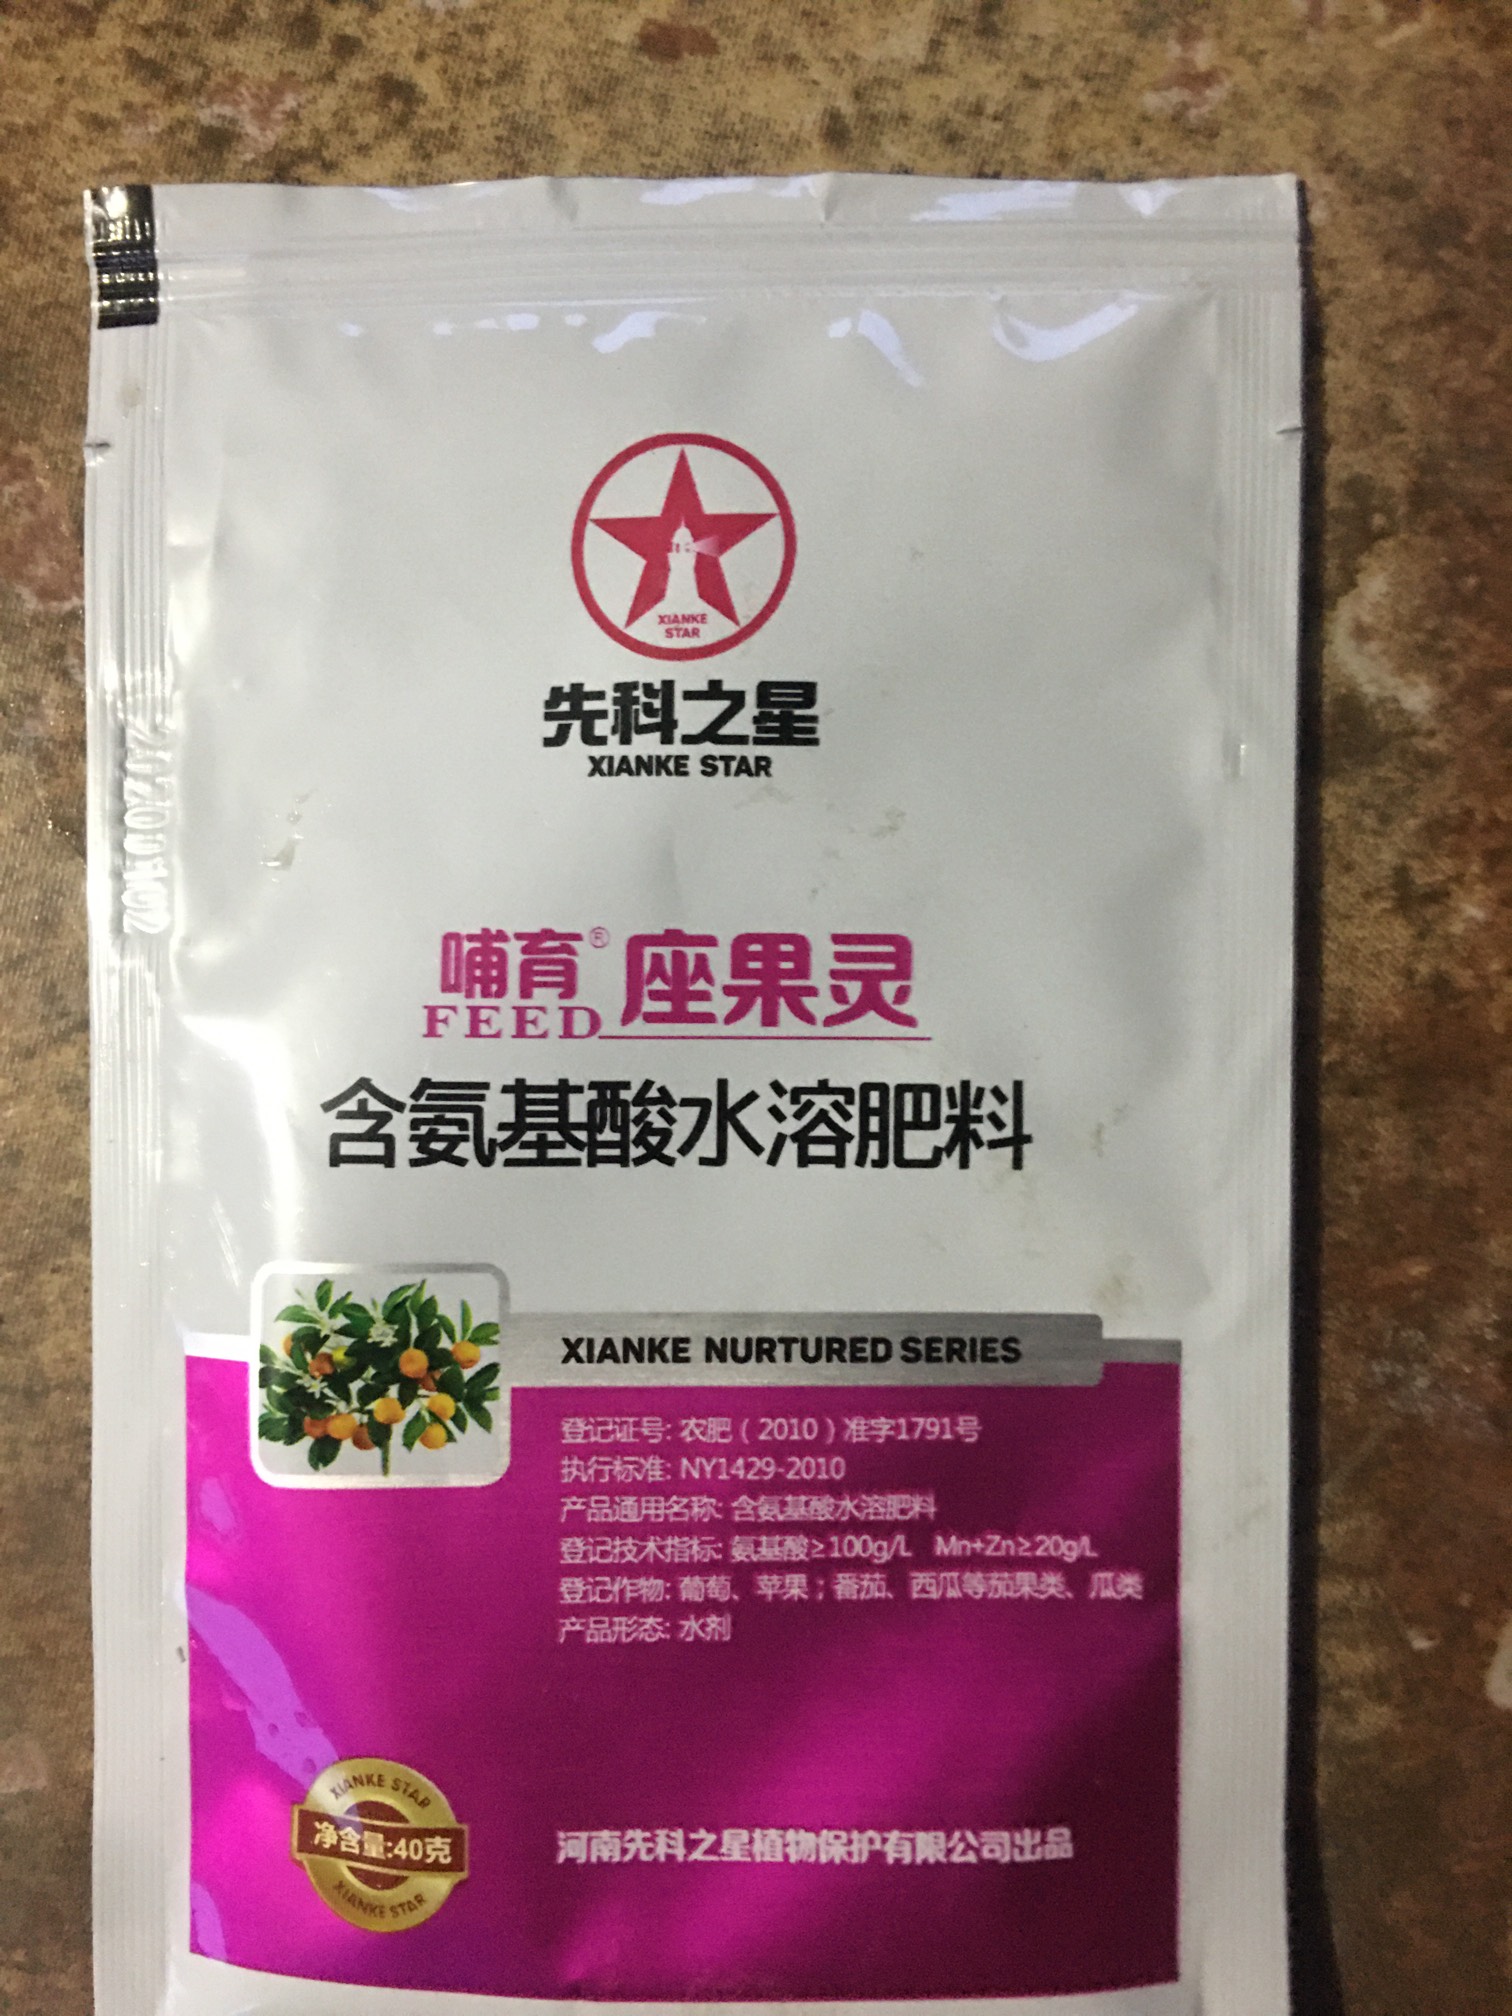 XIANKE
STAR
先科之星
XIANKE STAR
20200102
哺育® 座果灵
FEED
含氨基酸水溶肥料
XIANKE NURTURED SERIES
登记证号: 农肥（2010）准字1791号
执行标准: NY1429-2010
产品通用名称: 含氨基酸水溶肥料
登记技术指标: 氨基酸≥100g/L Mn+Zn≥20g/L
登记作物: 葡萄、苹果；番茄、西瓜等茄果类、瓜类
产品形态: 水剂
XIANKE STAR
净含量:40克
XIANKE STAR
河南先科之星植物保护有限公司出品